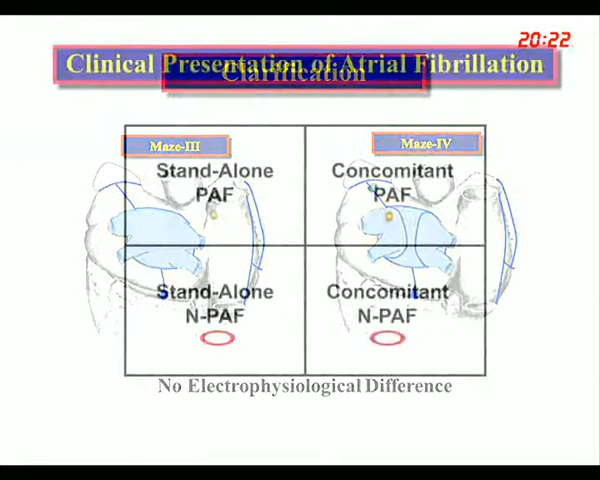 20:22
Clinical Presentation of Atrial Fibrillation
Clarification
Maze-III
Maze-IV
Stand-Alone
PAF
Concomitant
PAF
Stand-Alone
N-PAF
Concomitant
N-PAF
No Electrophysiological Difference